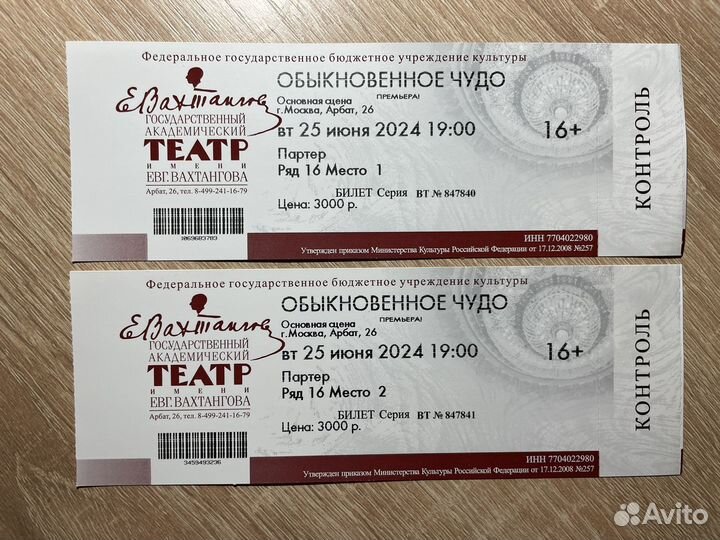 Федеральное государственное бюджетное учреждение культуры
Е Вахтангов
ГОСУДАРСТВЕННЫЙ
АКАДЕМИЧЕСКИЙ
ТЕАТР
ИМЕНИ
ЕВГ. ВАХТАНГОВА
Арбат, 26, тел. 8-499-241-16-79
1069689783
ОБЫКНОВЕННОЕ ЧУДО
ПРЕМЬЕРА!
Основная сцена
г.Москва, Арбат, 26
вт 25 июня 2024 19:00
16+
Партер
Ряд 16 Место 1
БИЛЕТ Серия ВТ № 847840
Цена: 3000 р.
ИНН 7704022980
Утвержден приказом Министерства Культуры Российской Федерации от 17.12.2008 №257
КОНТРОЛЬ
Федеральное государственное бюджетное учреждение культуры
Е Вахтангов
ГОСУДАРСТВЕННЫЙ
АКАДЕМИЧЕСКИЙ
ТЕАТР
ИМЕНИ
ЕВГ. ВАХТАНГОВА
Арбат, 26, тел. 8-499-241-16-79
3459493236
ОБЫКНОВЕННОЕ ЧУДО
ПРЕМЬЕРА!
Основная сцена
г.Москва, Арбат, 26
вт 25 июня 2024 19:00
16+
Партер
Ряд 16 Место 2
БИЛЕТ Серия ВТ № 847841
Цена: 3000 р.
ИНН 7704022980
Утвержден приказом Министерства Культуры Российской Федерации от 17.12.2008 №257
КОНТРОЛЬ
Avito